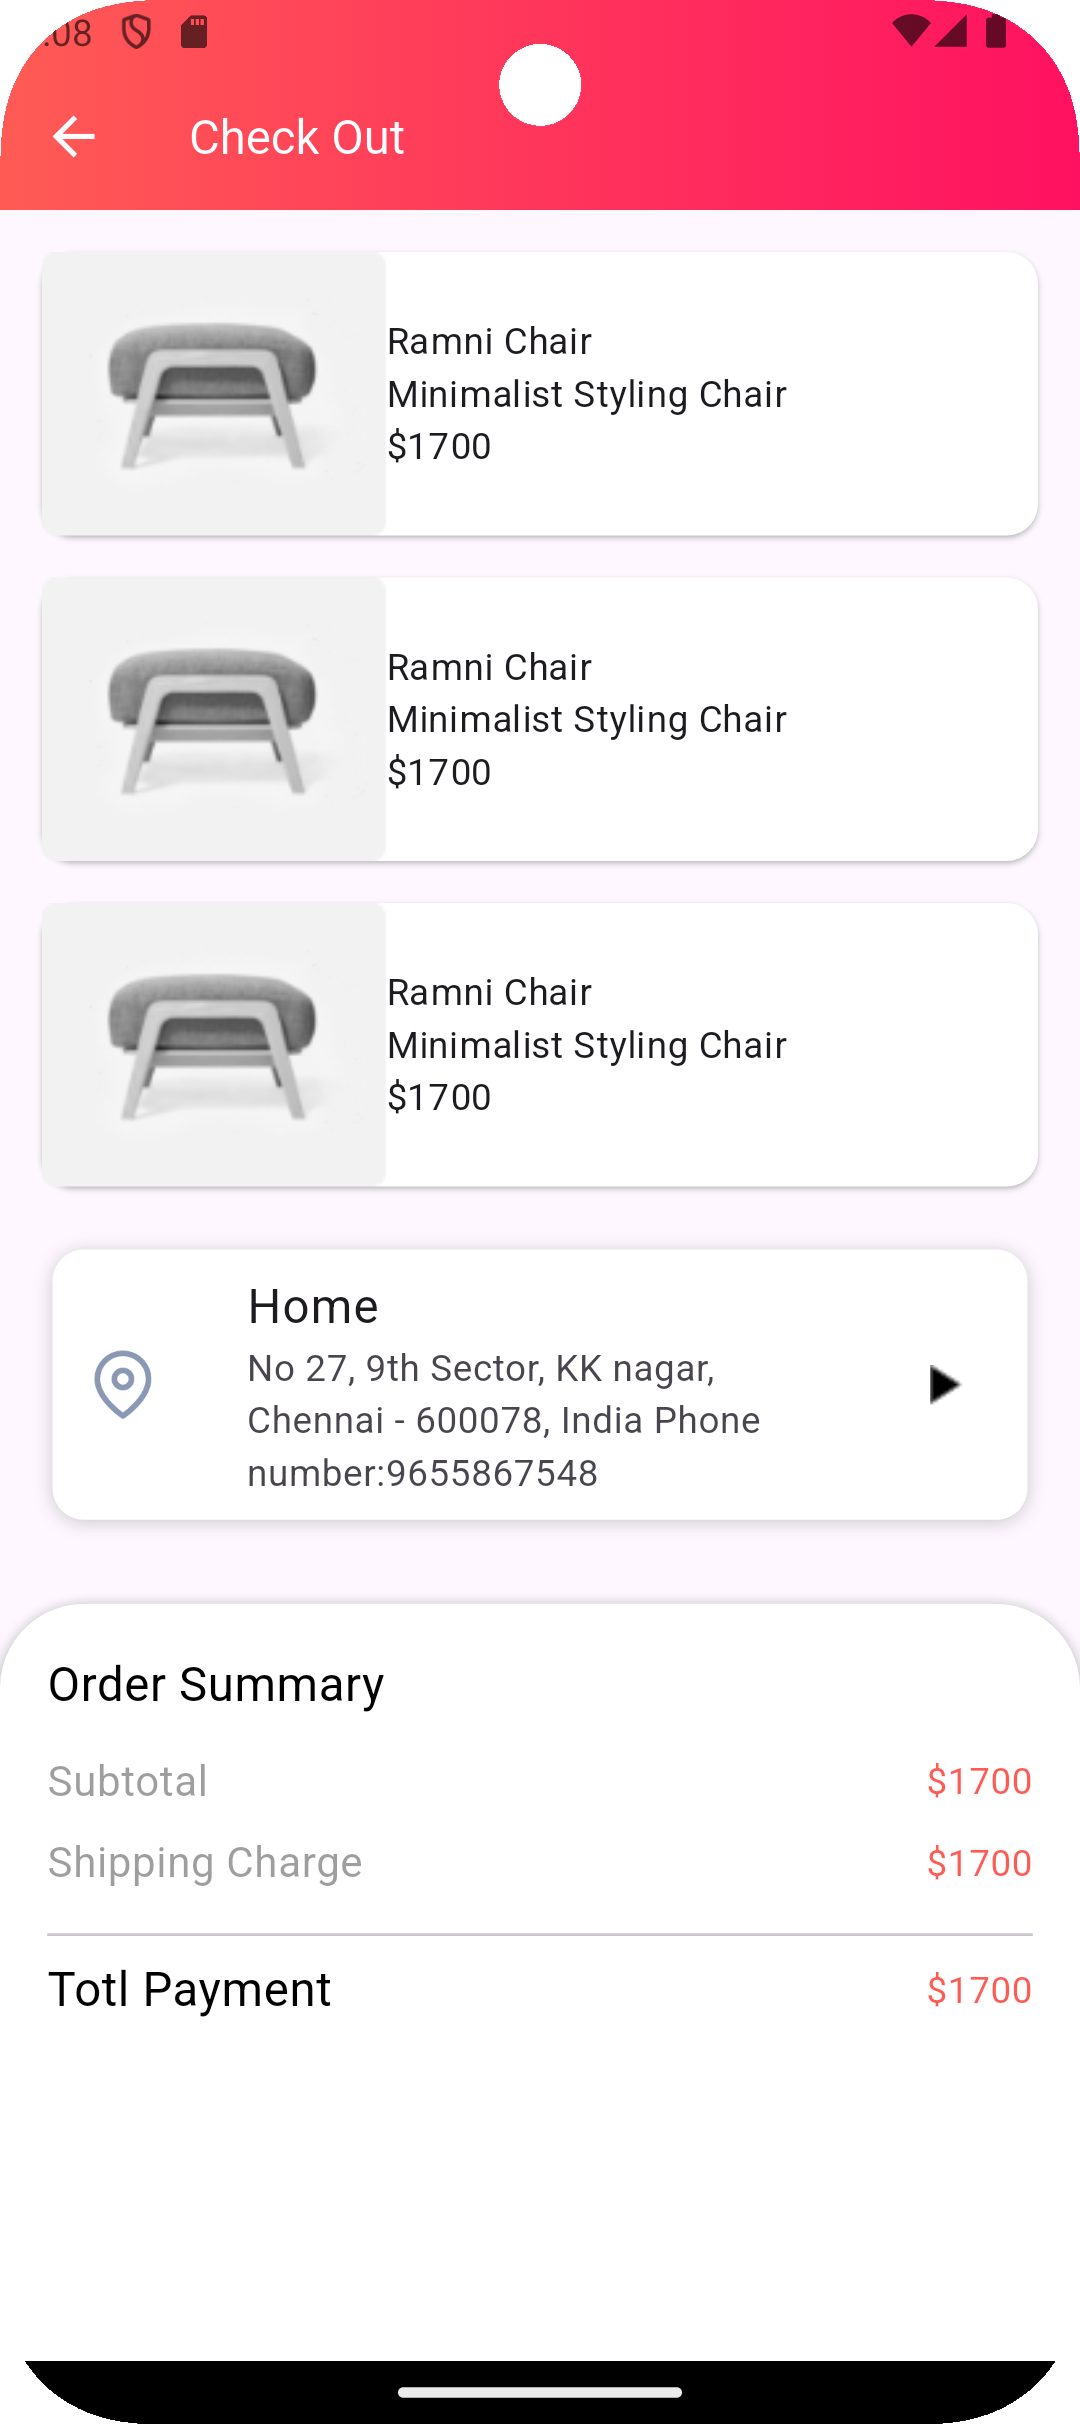 :08
Check Out
Ramni Chair
Minimalist Styling Chair
$1700
Ramni Chair
Minimalist Styling Chair
$1700
Ramni Chair
Minimalist Styling Chair
$1700
Home
No 27, 9th Sector, KK nagar,
Chennai - 600078, India Phone
number:9655867548
Order Summary
Subtotal $1700
Shipping Charge $1700
Totl Payment $1700